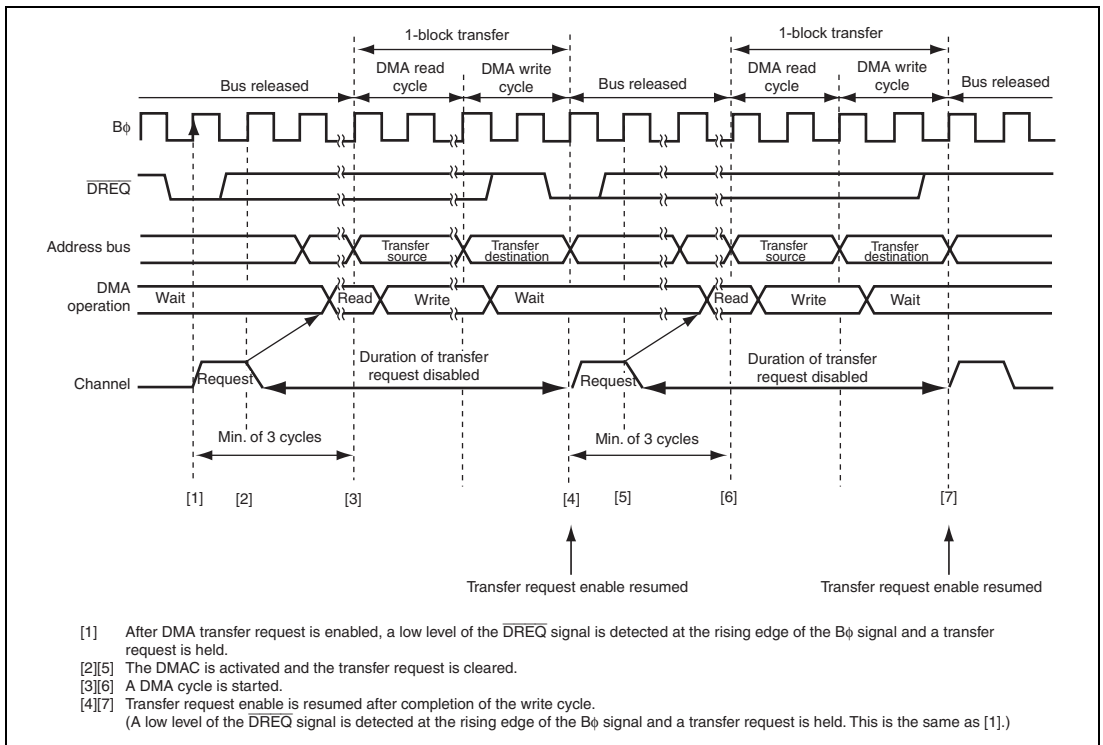 1-block transfer 1-block transfer
DMA read cycle DMA write cycle DMA read cycle DMA write cycle
Bus released Bus released Bus released
Bφ
DREQ
Address bus Transfer source Transfer destination Transfer source Transfer destination
DMA operation Wait Read Write Wait Read Write Wait
Duration of transfer request disabled Duration of transfer request disabled
Channel Request Request
Min. of 3 cycles Min. of 3 cycles
[1] [2] [3] [4] [5] [6] [7]
Transfer request enable resumed Transfer request enable resumed
[1] After DMA transfer request is enabled, a low level of the DREQ signal is detected at the rising edge of the Bφ signal and a transfer
request is held.
[2][5] The DMAC is activated and the transfer request is cleared.
[3][6] A DMA cycle is started.
[4][7] Transfer request enable is resumed after completion of the write cycle.
(A low level of the DREQ signal is detected at the rising edge of the Bφ signal and a transfer request is held. This is the same as [1].)